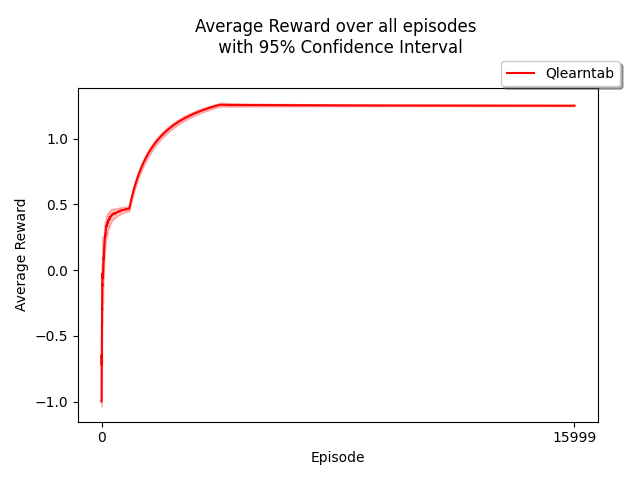 Average Reward over all episodes
with 95% Confidence Interval
Qlearntab
1.0
0.5
0.0
−0.5
−1.0
Average Reward
0
15999
Episode